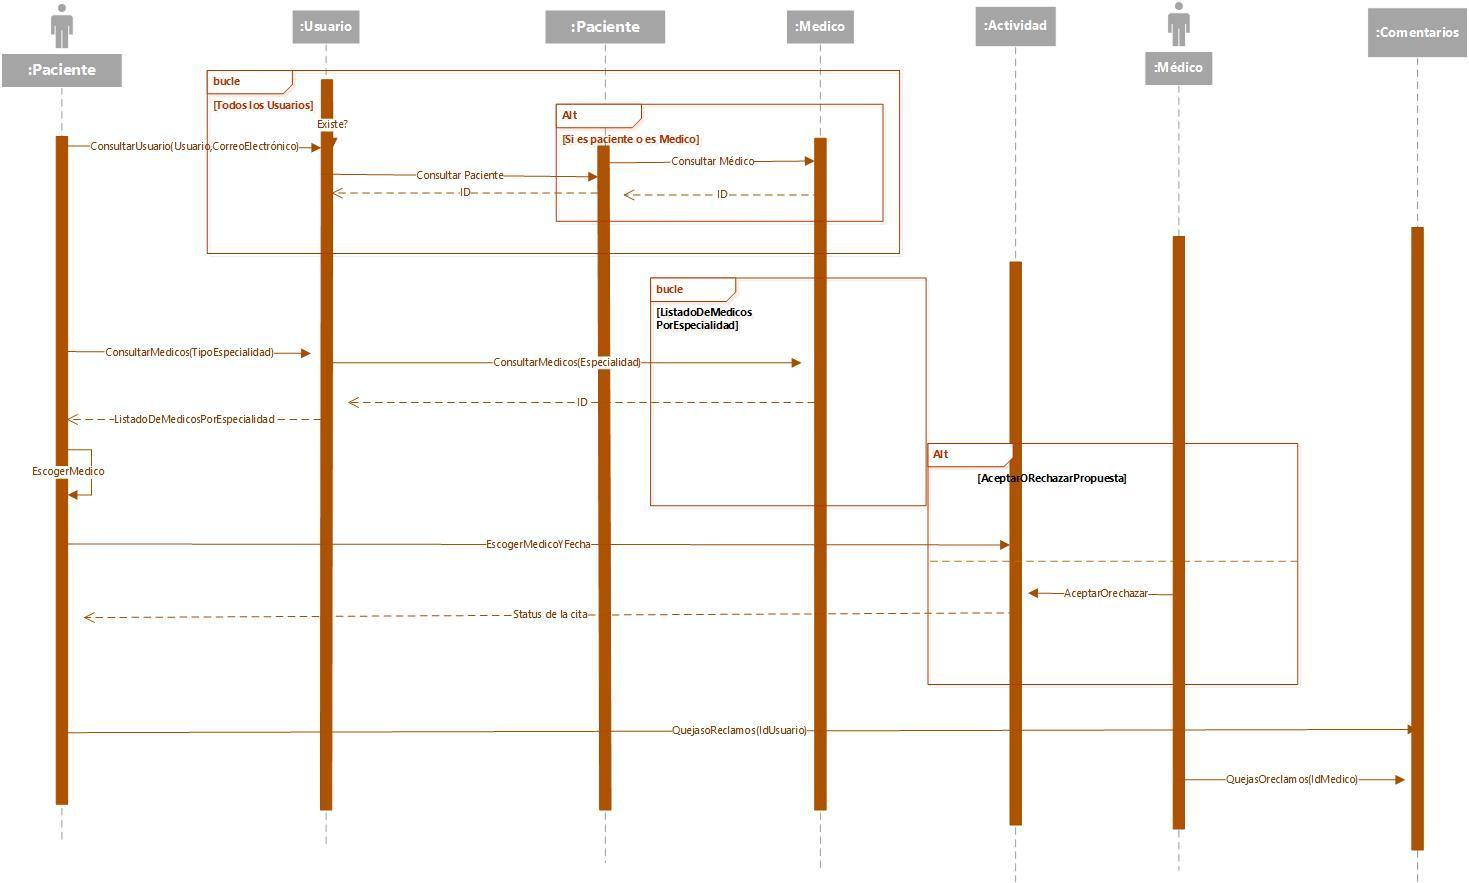 :Paciente
:Usuario
:Paciente
:Medico
:Actividad
:Médico
:Comentarios
bucle
[Todos los Usuarios]
Existe?
Alt
[Si es paciente o es Medico]
ConsultarUsuario(Usuario,CorreoElectrónico)
Consultar Médico
Consultar Paciente
ID
ID
bucle
[ListadoDeMedicos
PorEspecialidad]
ConsultarMedicos(TipoEspecialidad)
ConsultarMedicos(Especialidad)
ID
ListadoDeMedicosPorEspecialidad
Alt
[AceptarORechazarPropuesta]
EscogerMedico
EscogerMedicoYFecha
AceptarOrechazar
Status de la cita
QuejasoReclamos(IdUsuario)
QuejasOreclamos(IdMedico)